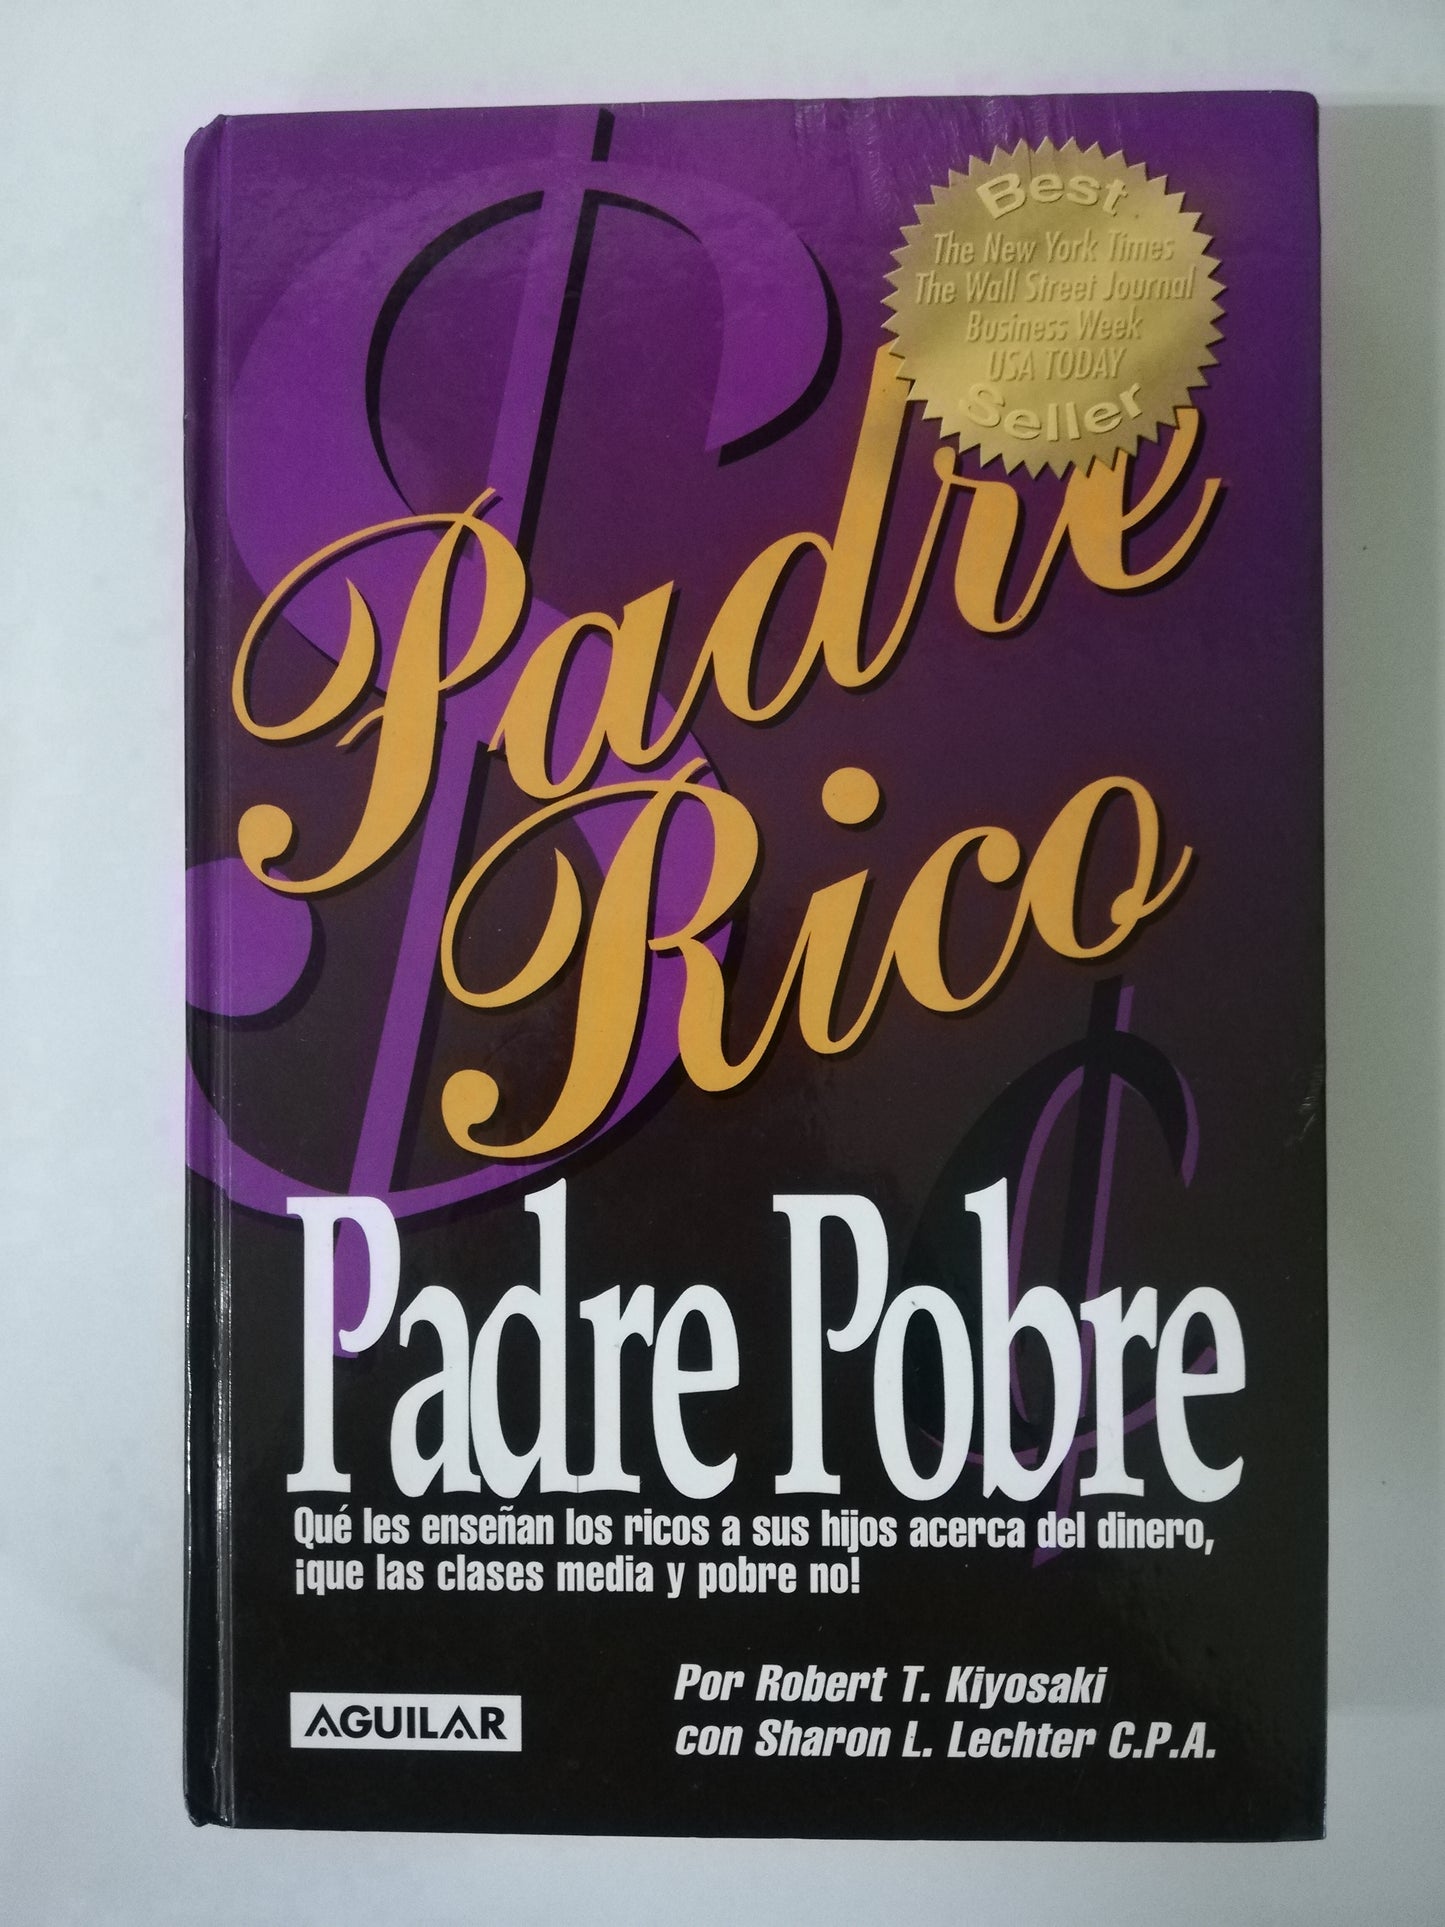 Best
The New York Times
The Wall Street Journal
Business Week
USA TODAY
Seller
Padre
Rico
Padre Pobre
Qué les enseñan los ricos a sus hijos acerca del dinero,
¡que las clases media y pobre no!
Por Robert T. Kiyosaki
con Sharon L. Lechter C.P.A.
AGUILAR